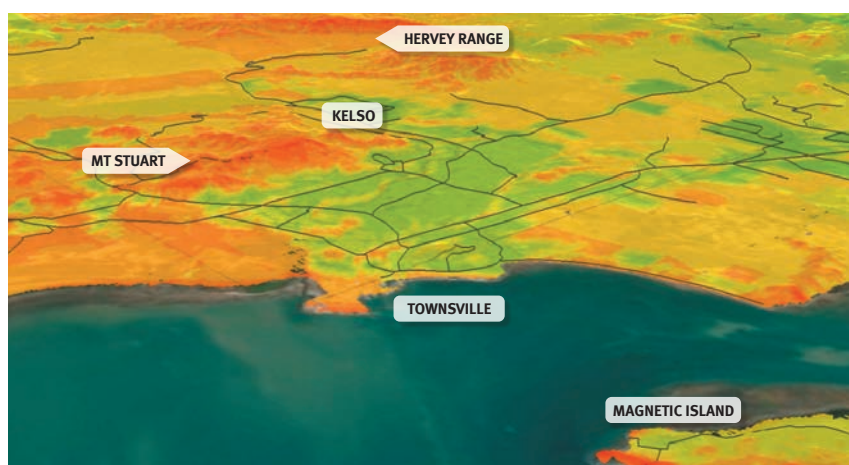 HERVEY RANGE
KELSO
MT STUART
TOWNSVILLE
MAGNETIC ISLAND